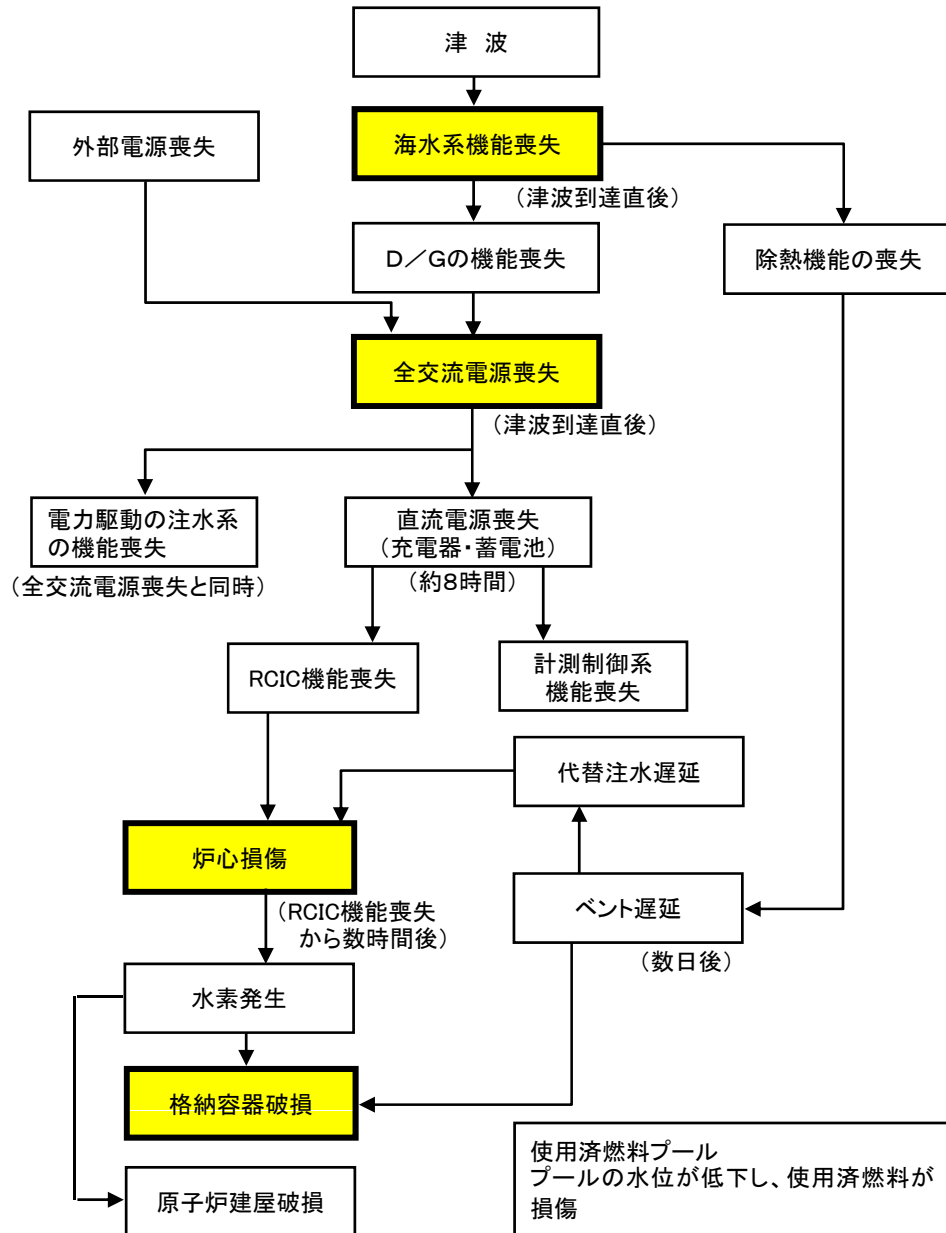 津 波
外部電源喪失
海水系機能喪失
（津波到達直後）
D／Gの機能喪失
除熱機能の喪失
全交流電源喪失
（津波到達直後）
電力駆動の注水系
の機能喪失
（全交流電源喪失と同時）
直流電源喪失
（充電器・蓄電池）
（約8時間）
RCIC機能喪失
計測制御系
機能喪失
代替注水遅延
炉心損傷
（RCIC機能喪失
から数時間後）
ベント遅延
（数日後）
水素発生
格納容器破損
原子炉建屋破損
使用済燃料プール
プールの水位が低下し、使用済燃料が
損傷